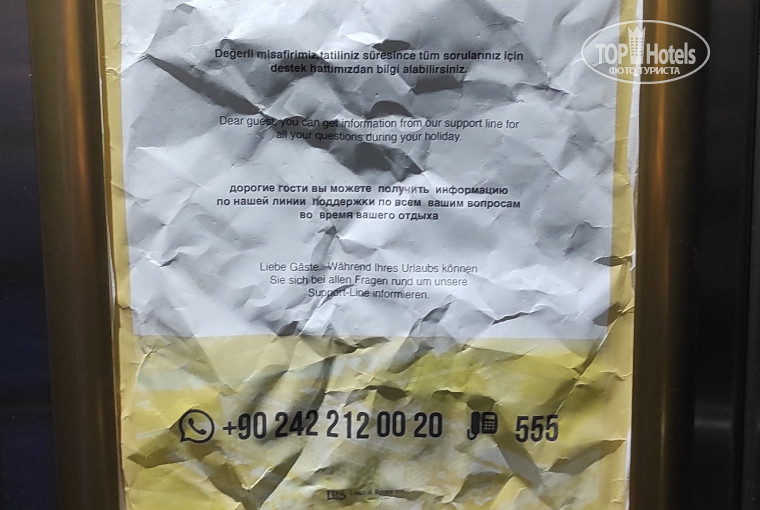 TOP Hotels
ФОТО ТУРИСТА
Değerli misafirimiz tatiliniz süresince tüm sorularınız için
destek hattımızdan bilgi alabilirsiniz.
Dear guest, you can get information from our support line for
all your questions during your holiday.
дорогие гости вы можете получить информацию
по нашей линии поддержки по всем вашим вопросам
во время вашего отдыха
Liebe Gäste.. Während Ihres Urlaubs können
Sie sich bei allen Fragen rund um unsere
Support-Line informieren.
+90 242 212 00 20 555